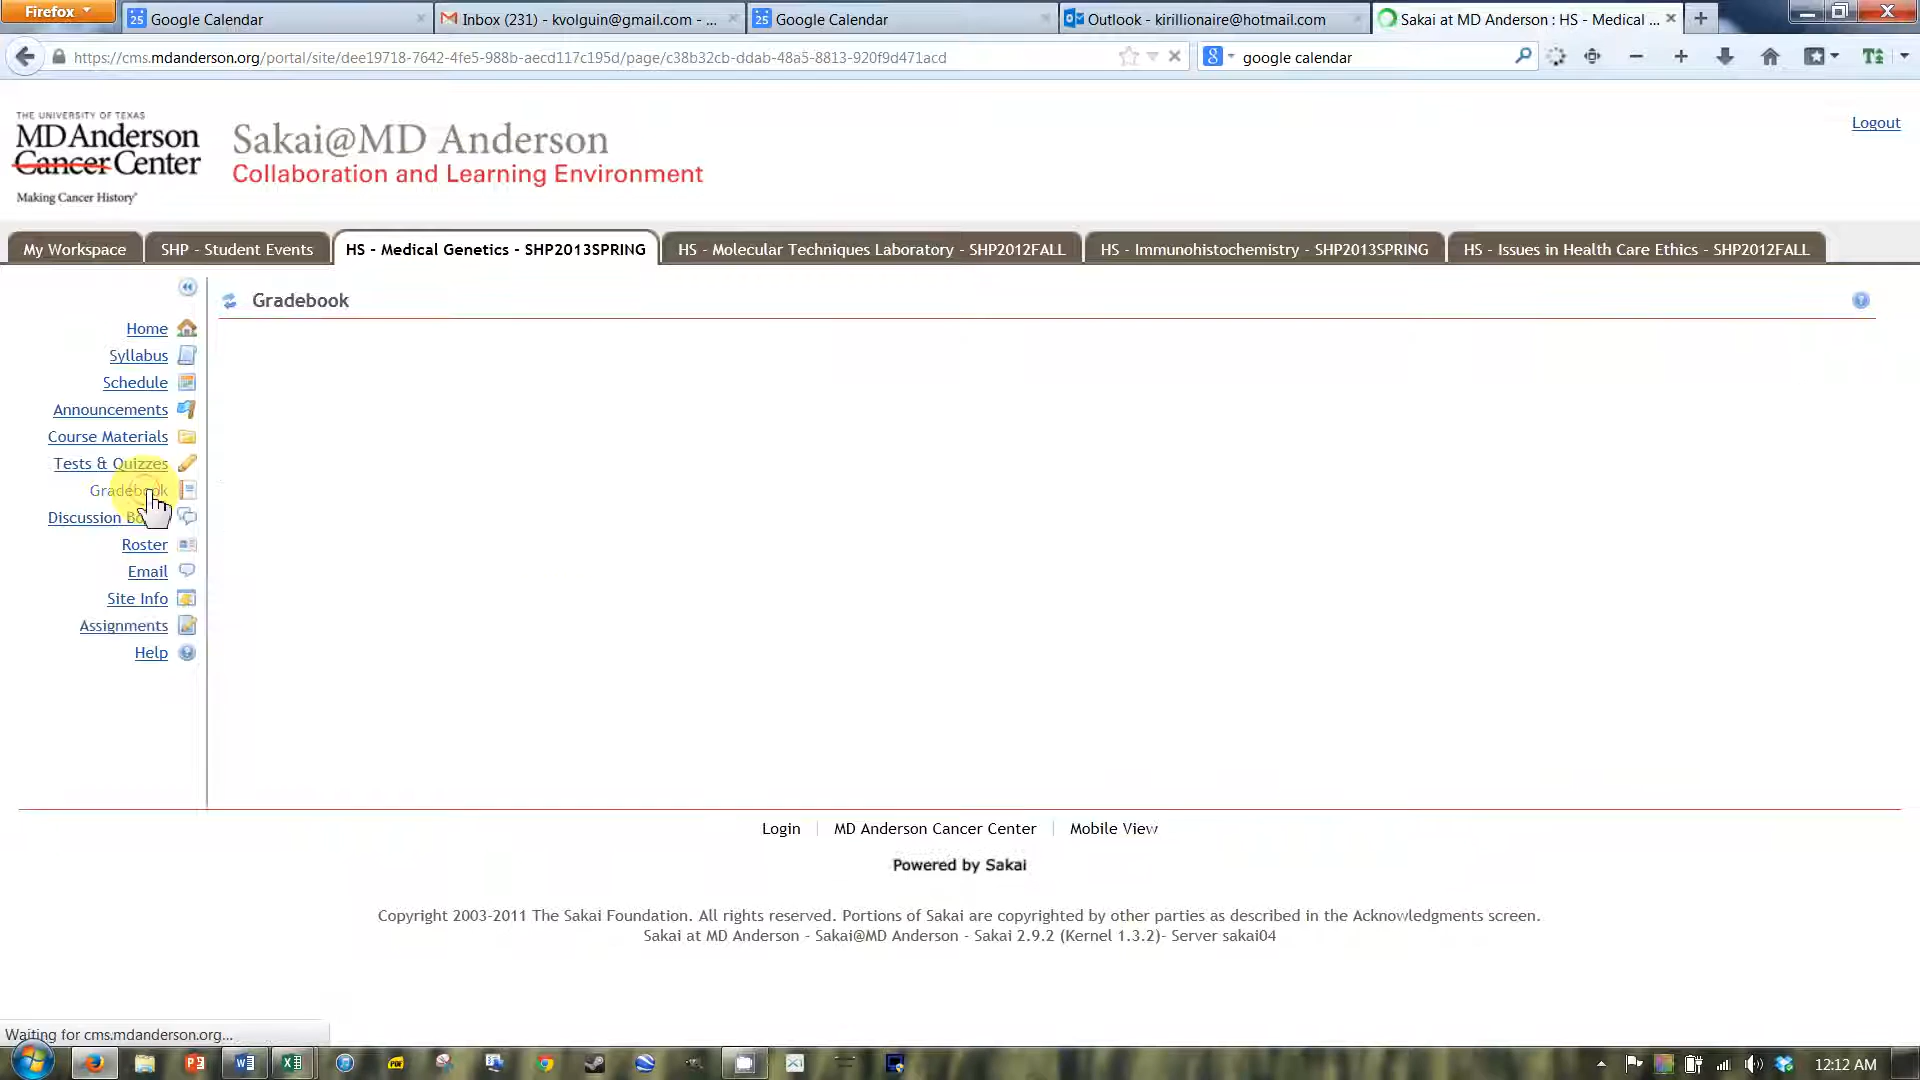 Firefox
Google Calendar
Inbox (231) - kvolguin@gmail.com - ...
Google Calendar
Outlook - kirillionaire@hotmail.com
Sakai at MD Anderson : HS - Medical ...
https://cms.mdanderson.org/portal/site/dee19718-7642-4fe5-988b-aecd117c195d/page/c38b32cb-ddab-48a5-8813-920f9d471acd
google calendar
THE UNIVERSITY OF TEXAS
MD Anderson
Cancer Center
Making Cancer History®
Sakai@MD Anderson
Collaboration and Learning Environment
Logout
My Workspace
SHP - Student Events
HS - Medical Genetics - SHP2013SPRING
HS - Molecular Techniques Laboratory - SHP2012FALL
HS - Immunohistochemistry - SHP2013SPRING
HS - Issues in Health Care Ethics - SHP2012FALL
Gradebook
Home
Syllabus
Schedule
Announcements
Course Materials
Tests & Quizzes
Gradebook
Discussion
Roster
Email
Site Info
Assignments
Help
Login
MD Anderson Cancer Center
Mobile View
Powered by Sakai
Copyright 2003-2011 The Sakai Foundation. All rights reserved. Portions of Sakai are copyrighted by other parties as described in the Acknowledgments screen.
Sakai at MD Anderson - Sakai@MD Anderson - Sakai 2.9.2 (Kernel 1.3.2)- Server sakai04
Waiting for cms.mdanderson.org...
12:12 AM